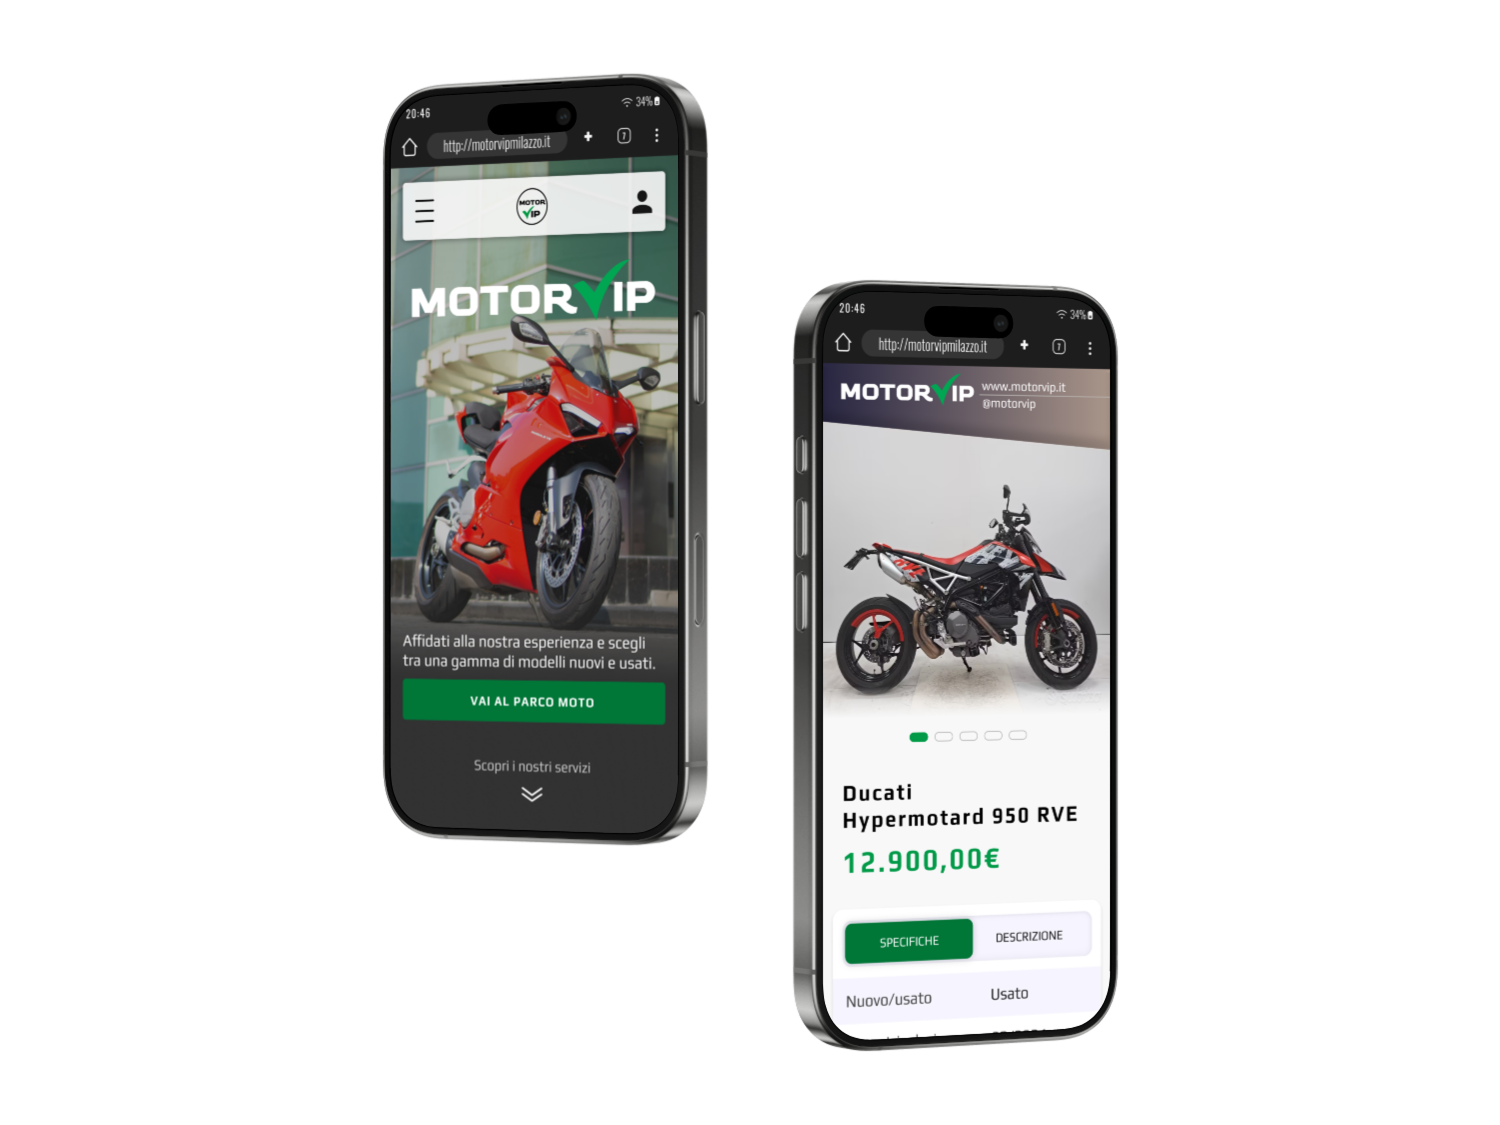 20:46
34%
http://motorvipmilazzo.it
7
MOTOR
VIP
MOTORVIP
Affidati alla nostra esperienza e scegli
tra una gamma di modelli nuovi e usati.
VAI AL PARCO MOTO
Scopri i nostri servizi
20:46
34%
http://motorvipmilazzo.it
7
MOTORVIP
www.motorvip.it
@motorvip
Ducati
Hypermotard 950 RVE
12.900,00€
SPECIFICHE
DESCRIZIONE
Nuovo/usato
Usato